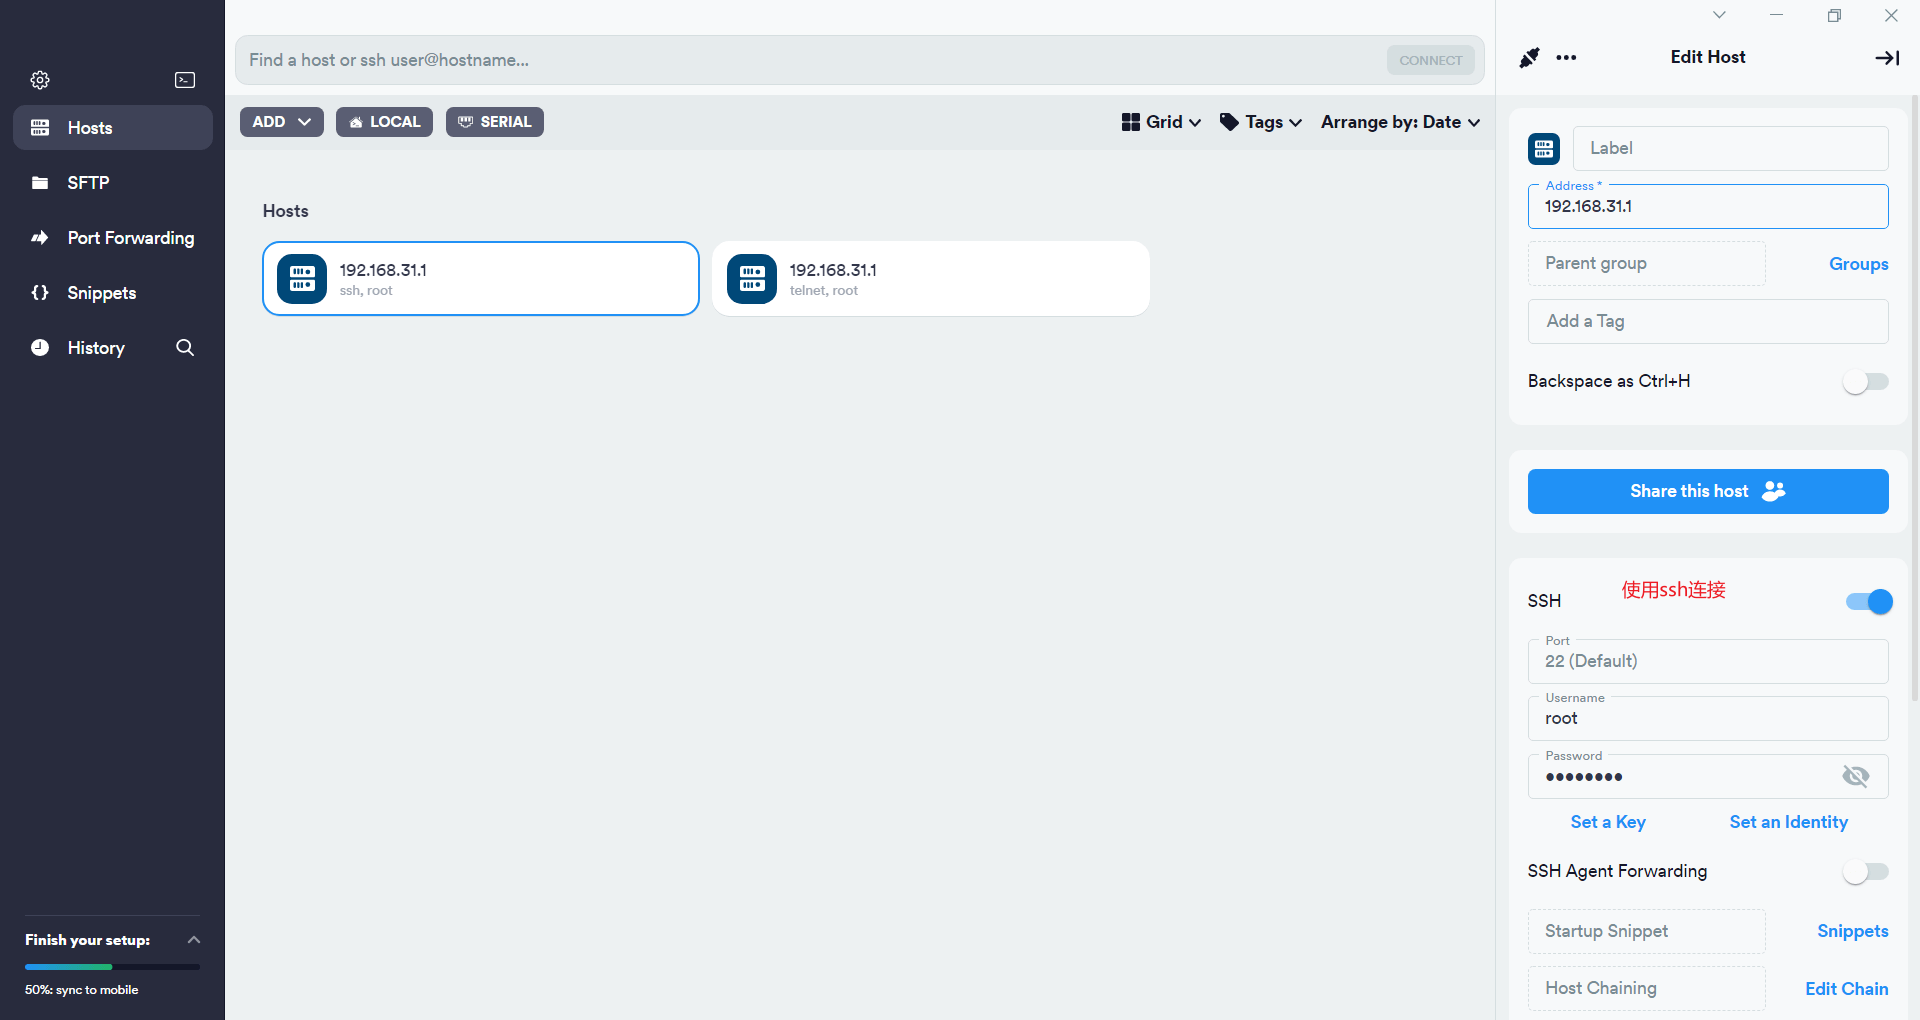 Hosts
SFTP
Port Forwarding
Snippets
History
Finish your setup:
50%: sync to mobile
Find a host or ssh user@hostname...
CONNECT
ADD
LOCAL
SERIAL
Grid
Tags
Arrange by: Date
Hosts
192.168.31.1
ssh, root
192.168.31.1
telnet, root
Edit Host
Label
Address *
192.168.31.1
Parent group
Groups
Add a Tag
Backspace as Ctrl+H
Share this host
SSH
使用ssh连接
Port
22 (Default)
Username
root
Password
••••••••
Set a Key
Set an Identity
SSH Agent Forwarding
Startup Snippet
Snippets
Host Chaining
Edit Chain